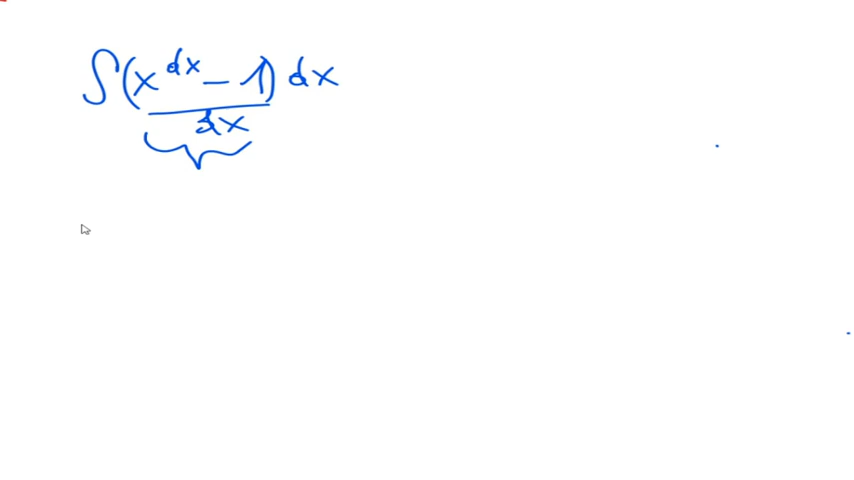 ∫(x^dx - 1) dx
dx